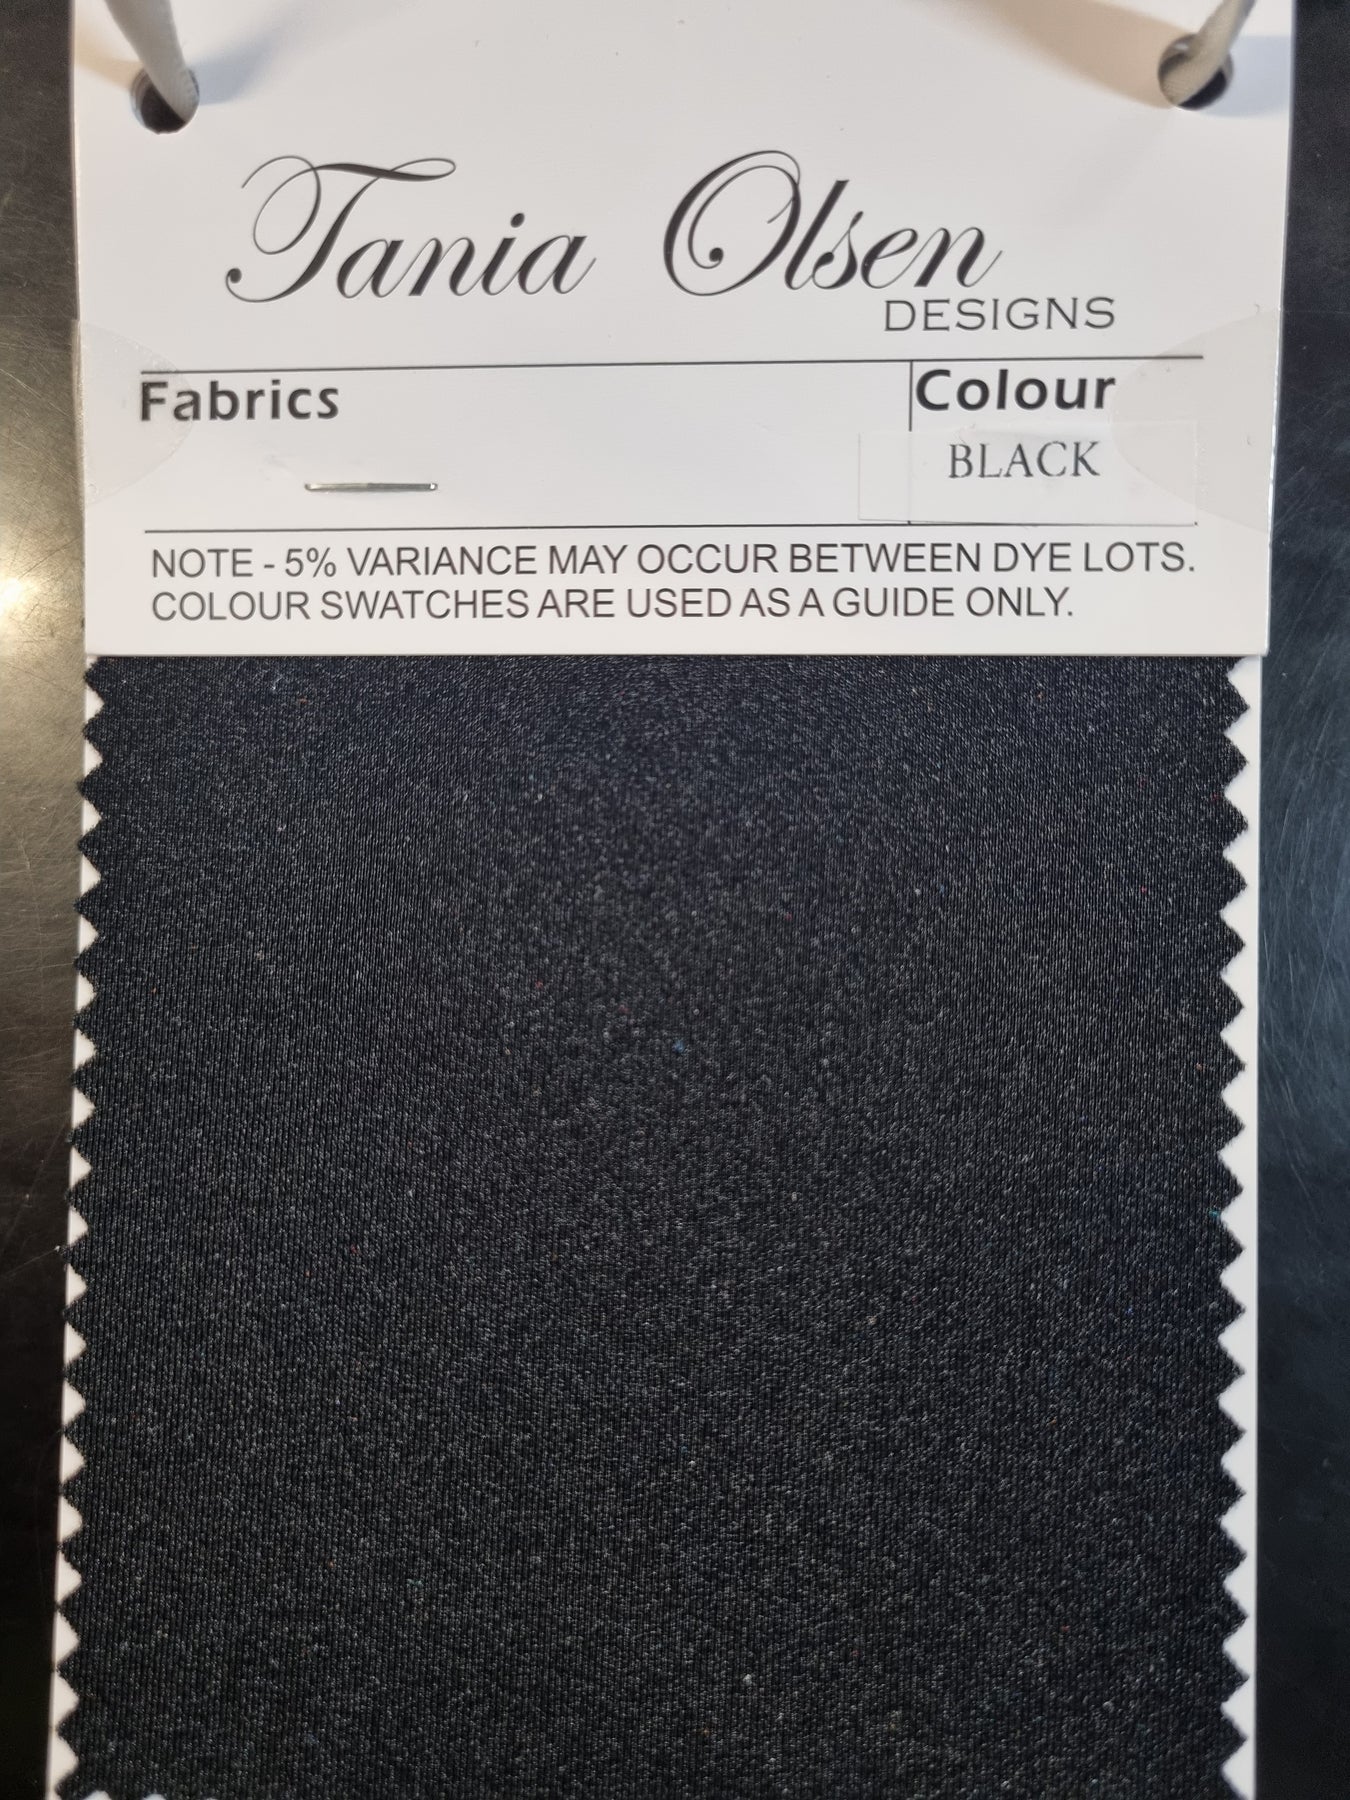 Tania Olsen
DESIGNS
Fabrics
Colour
BLACK
NOTE - 5% VARIANCE MAY OCCUR BETWEEN DYE LOTS.
COLOUR SWATCHES ARE USED AS A GUIDE ONLY.